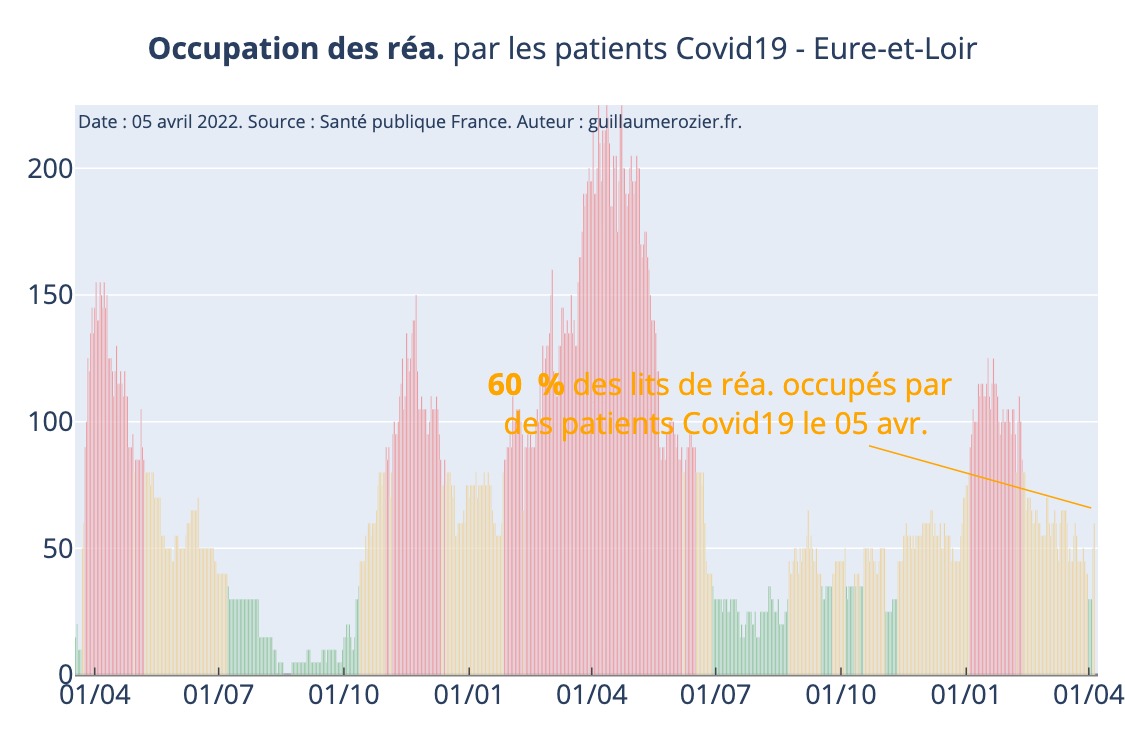 Occupation des réa. par les patients Covid19 - Eure-et-Loir
Date : 05 avril 2022. Source : Santé publique France. Auteur : guillaumerozier.fr.
200
150
60 % des lits de réa. occupés par
des patients Covid19 le 05 avr.
100
50
0
01/04 01/07 01/10 01/01 01/04 01/07 01/10 01/01 01/04